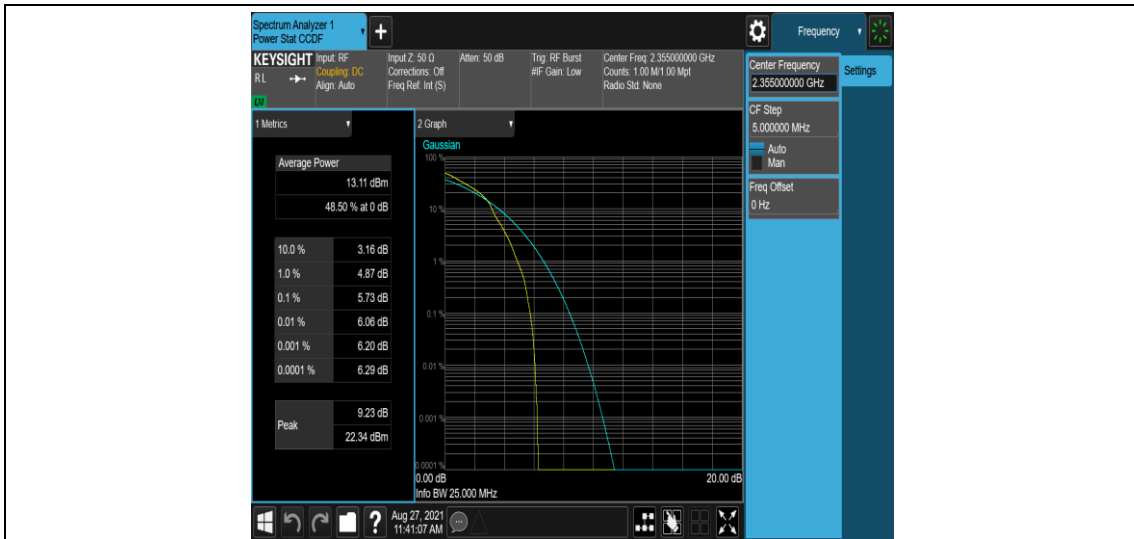 Spectrum Analyzer 1
Power Stat CCDF
+
Frequency
KEYSIGHT
RL
LM
Input: RF
Coupling: DC
Align: Auto
Input Z: 50 Ω
Corrections: Off
Freq Ref: Int (S)
Atten: 50 dB
Trig: RF Burst
#IF Gain: Low
Center Freq: 2.355000000 GHz
Counts: 1.00 M/1.00 Mpt
Radio Std: None
Center Frequency
2.355000000 GHz
Settings
CF Step
5.000000 MHz
Auto
Man
Freq Offset
0 Hz
1 Metrics
Average Power
13.11 dBm
48.50 % at 0 dB
10.0 % 3.16 dB
1.0 % 4.87 dB
0.1 % 5.73 dB
0.01 % 6.06 dB
0.001 % 6.20 dB
0.0001 % 6.29 dB
Peak
9.23 dB
22.34 dBm
2 Graph
Gaussian
100 %
10 %
1 %
0.1 %
0.01 %
0.001 %
0.0001 %
0.00 dB
20.00 dB
Info BW 25.000 MHz
?
Aug 27, 2021
11:41:07 AM